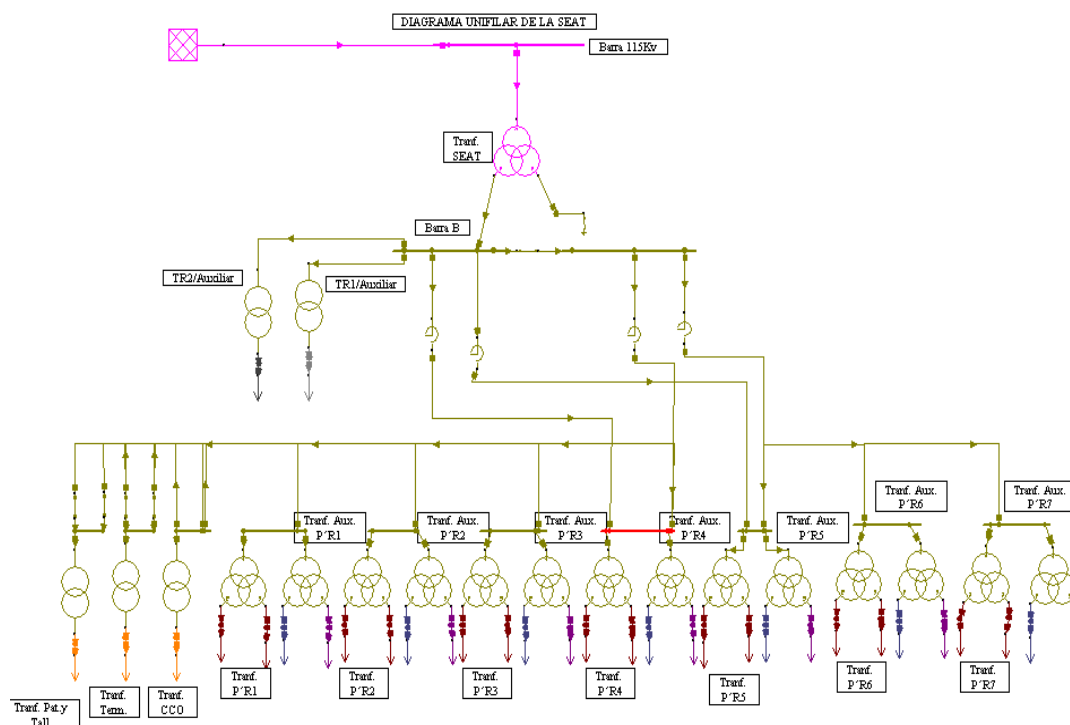 DIAGRAMA UNIFILAR DE LA SEAT
Barra 115Kv
Tranf.
SEAT
Barra B
TR2/Auxiliar
TR1/Auxiliar
Tranf. Aux.
P´R1
Tranf. Aux.
P´R2
Tranf. Aux.
P´R3
Tranf. Aux.
P´R4
Tranf. Aux.
P´R5
Tranf. Aux.
P´R6
Tranf. Aux.
P´R7
Tranf. Pat.y
Tall.
Tranf.
Term.
Tranf.
CCO
Tranf.
P´R1
Tranf.
P´R2
Tranf.
P´R3
Tranf.
P´R4
Tranf.
P´R5
Tranf.
P´R6
Tranf.
P´R7